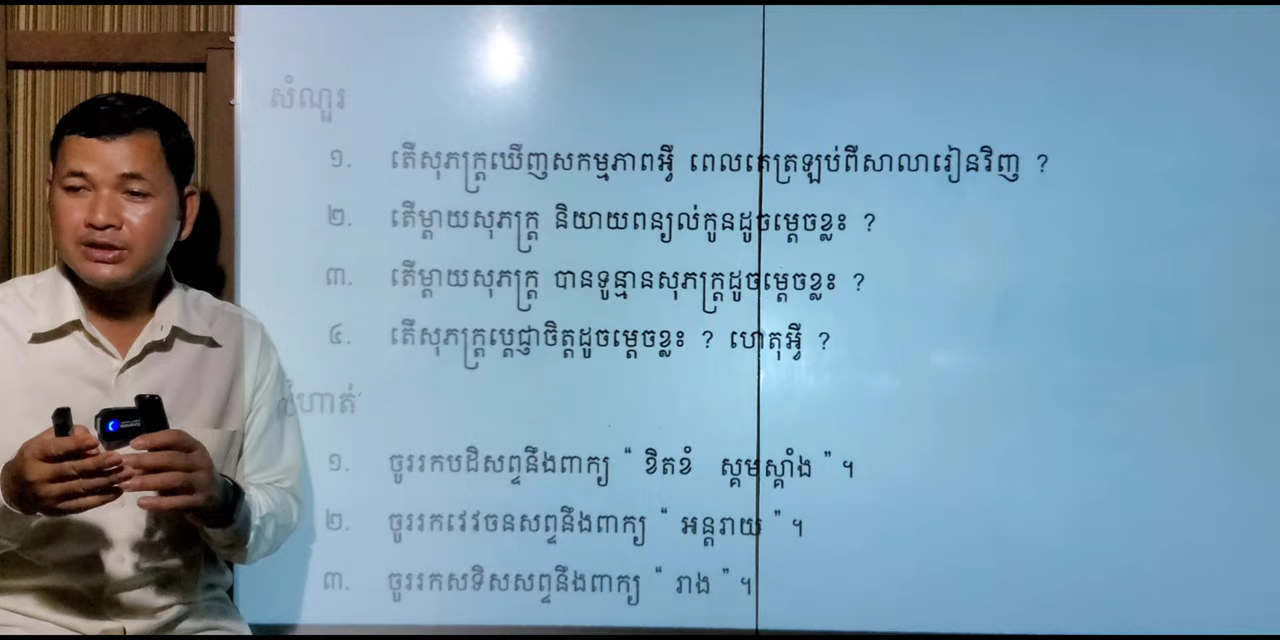 សំណួរ
១. តើសុភក្ត្រឃើញសកម្មភាពអ្វី ពេលគេត្រឡប់ពីសាលារៀនវិញ ?
២. តើម្ដាយសុភក្ត្រ និយាយពន្យល់កូនដូចម្ដេចខ្លះ ?
៣. តើម្ដាយសុភក្ត្រ បានទូន្មានសុភក្ត្រដូចម្ដេចខ្លះ ?
៤. តើសុភក្ត្រប្ដេជ្ញាចិត្តដូចម្ដេចខ្លះ ? ហេតុអ្វី ?
លំហាត់
១. ចូររកបដិសព្ទនឹងពាក្យ “ ខិតខំ ស្គមស្គាំង ” ។
២. ចូររកវេវចនសព្ទនឹងពាក្យ “ អន្តរាយ ” ។
៣. ចូររកសទិសសព្ទនឹងពាក្យ “ រាង ” ។